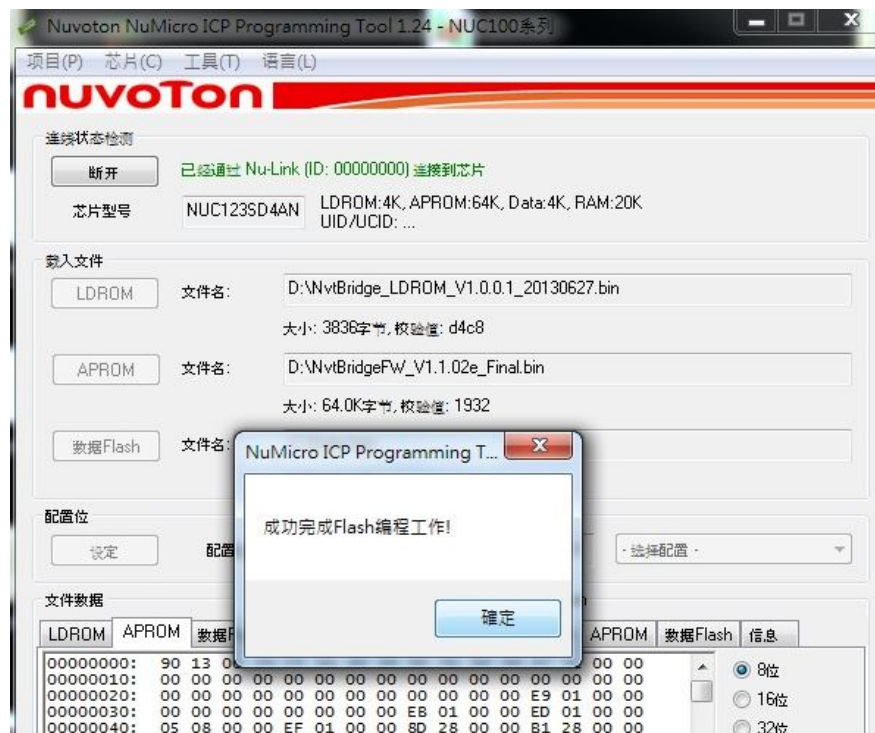 Nuvoton NuMicro ICP Programming Tool 1.24 - NUC100系列
项目(P) 芯片(C) 工具(T) 语言(L)
nuvoTon
连线状态检测
断开 已经通过 Nu-Link (ID: 00000000) 连接到芯片
芯片型号 NUC123SD4AN LDROM:4K, APROM:64K, Data:4K, RAM:20K
UID/UCID: ...
载入文件
LDROM 文件名: D:\NvtBridge_LDROM_V1.0.0.1_20130627.bin
大小: 3836字节,校验值: d4c8
APROM 文件名: D:\NvtBridgeFW_V1.1.02e_Final.bin
大小: 64.0K字节,校验值: 1932
数据Flash 文件名:
NuMicro ICP Programming T...
成功完成Flash编程工作!
確定
配置位
设定 配置 - 选择配置 -
文件数据
LDROM APROM 数据 APROM 数据Flash 信息
00000000: 90 13 00 00
00000010: 00 00 00 00 00 00 00 00 00 00 00 00 00 00 00 00
00000020: 00 00 00 00 00 00 00 00 00 00 00 00 E9 01 00 00
00000030: 00 00 00 00 00 00 00 00 EB 01 00 00 ED 01 00 00
00000040: 05 08 00 00 EF 01 00 00 8D 28 00 00 B1 28 00 00
8位
16位
32位